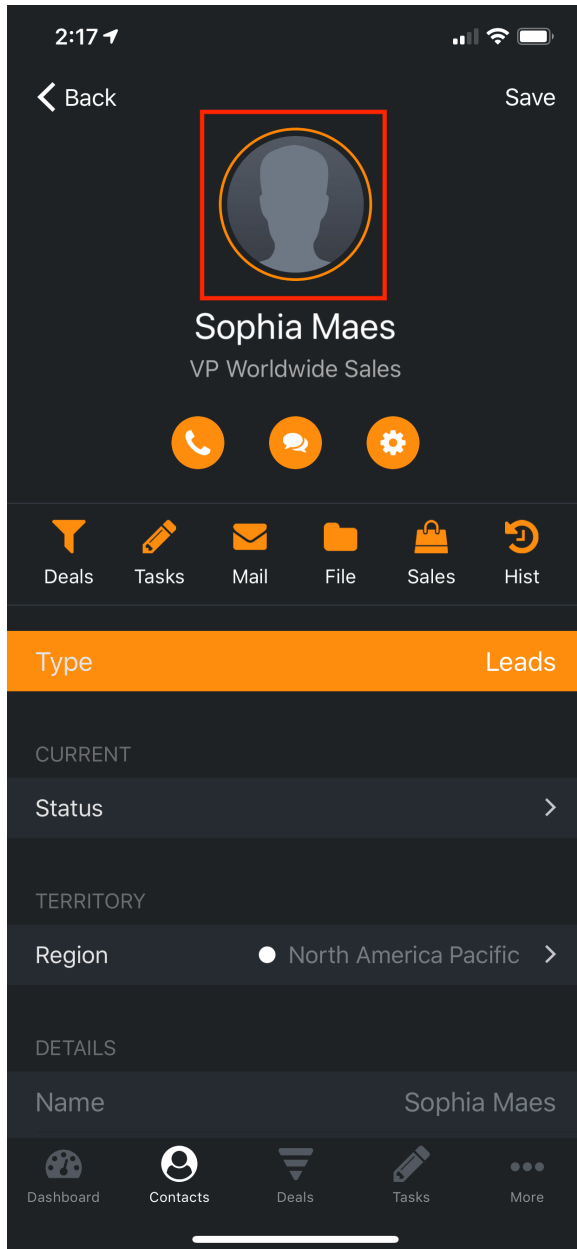 2:17
Back Save
Sophia Maes
VP Worldwide Sales
Deals Tasks Mail File Sales Hist
Type Leads
CURRENT
Status
TERRITORY
Region North America Pacific
DETAILS
Name Sophia Maes
Dashboard Contacts Deals Tasks More